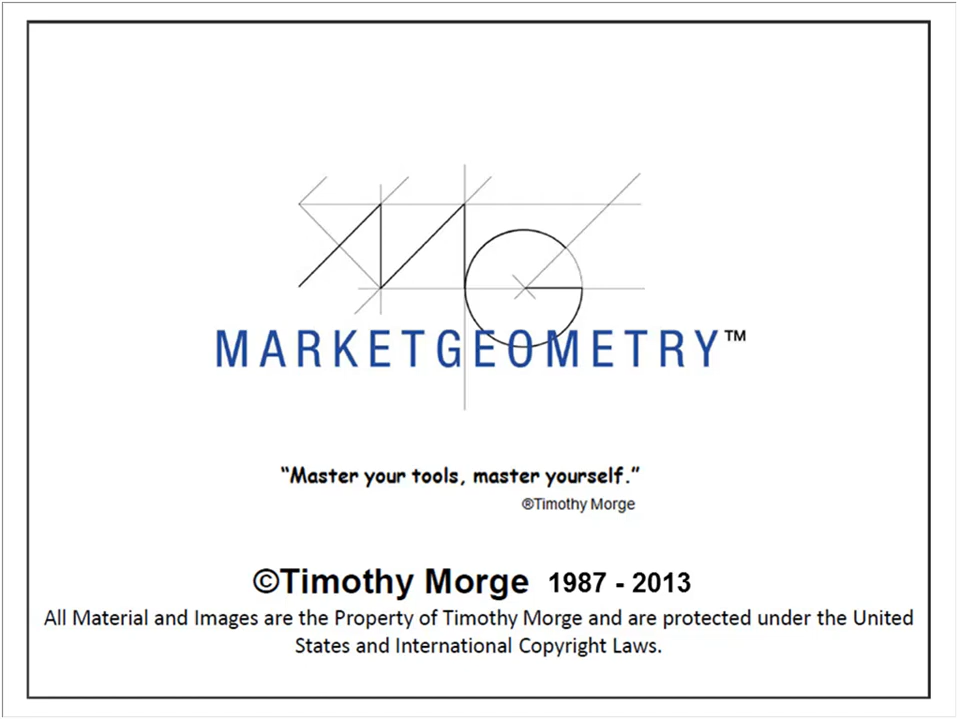 MARKETGEOMETRY™
“Master your tools, master yourself.”
®Timothy Morge
©Timothy Morge 1987 - 2013
All Material and Images are the Property of Timothy Morge and are protected under the United
States and International Copyright Laws.